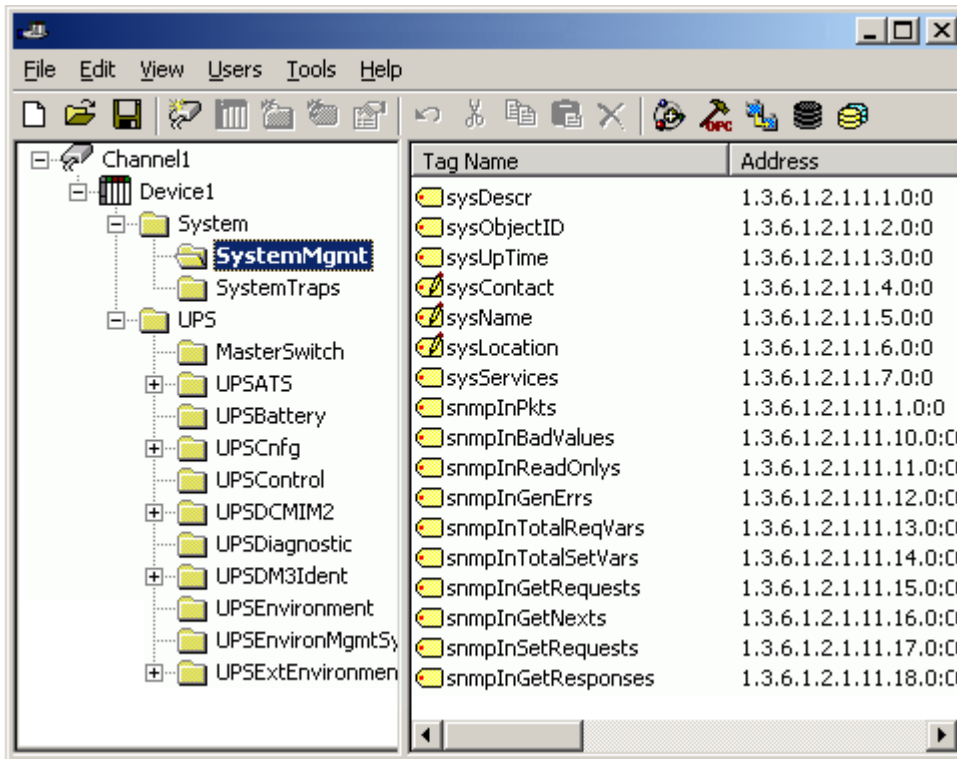 File Edit View Users Tools Help
OPC
Channel1
Device1
System
SystemMgmt
SystemTraps
UPS
MasterSwitch
UPSATS
UPSBattery
UPSCnfg
UPSControl
UPSDCMIM2
UPSDiagnostic
UPSDM3Ident
UPSEnvironment
UPSEnvironMgmtSy
UPSExtEnvironmen
Tag Name Address
sysDescr 1.3.6.1.2.1.1.1.0:0
sysObjectID 1.3.6.1.2.1.1.2.0:0
sysUpTime 1.3.6.1.2.1.1.3.0:0
sysContact 1.3.6.1.2.1.1.4.0:0
sysName 1.3.6.1.2.1.1.5.0:0
sysLocation 1.3.6.1.2.1.1.6.0:0
sysServices 1.3.6.1.2.1.1.7.0:0
snmpInPkts 1.3.6.1.2.1.11.1.0:0
snmpInBadValues 1.3.6.1.2.1.11.10.0:0
snmpInReadOnlys 1.3.6.1.2.1.11.11.0:0
snmpInGenErrs 1.3.6.1.2.1.11.12.0:0
snmpInTotalReqVars 1.3.6.1.2.1.11.13.0:0
snmpInTotalSetVars 1.3.6.1.2.1.11.14.0:0
snmpInGetRequests 1.3.6.1.2.1.11.15.0:0
snmpInGetNexts 1.3.6.1.2.1.11.16.0:0
snmpInSetRequests 1.3.6.1.2.1.11.17.0:0
snmpInGetResponses 1.3.6.1.2.1.11.18.0:0